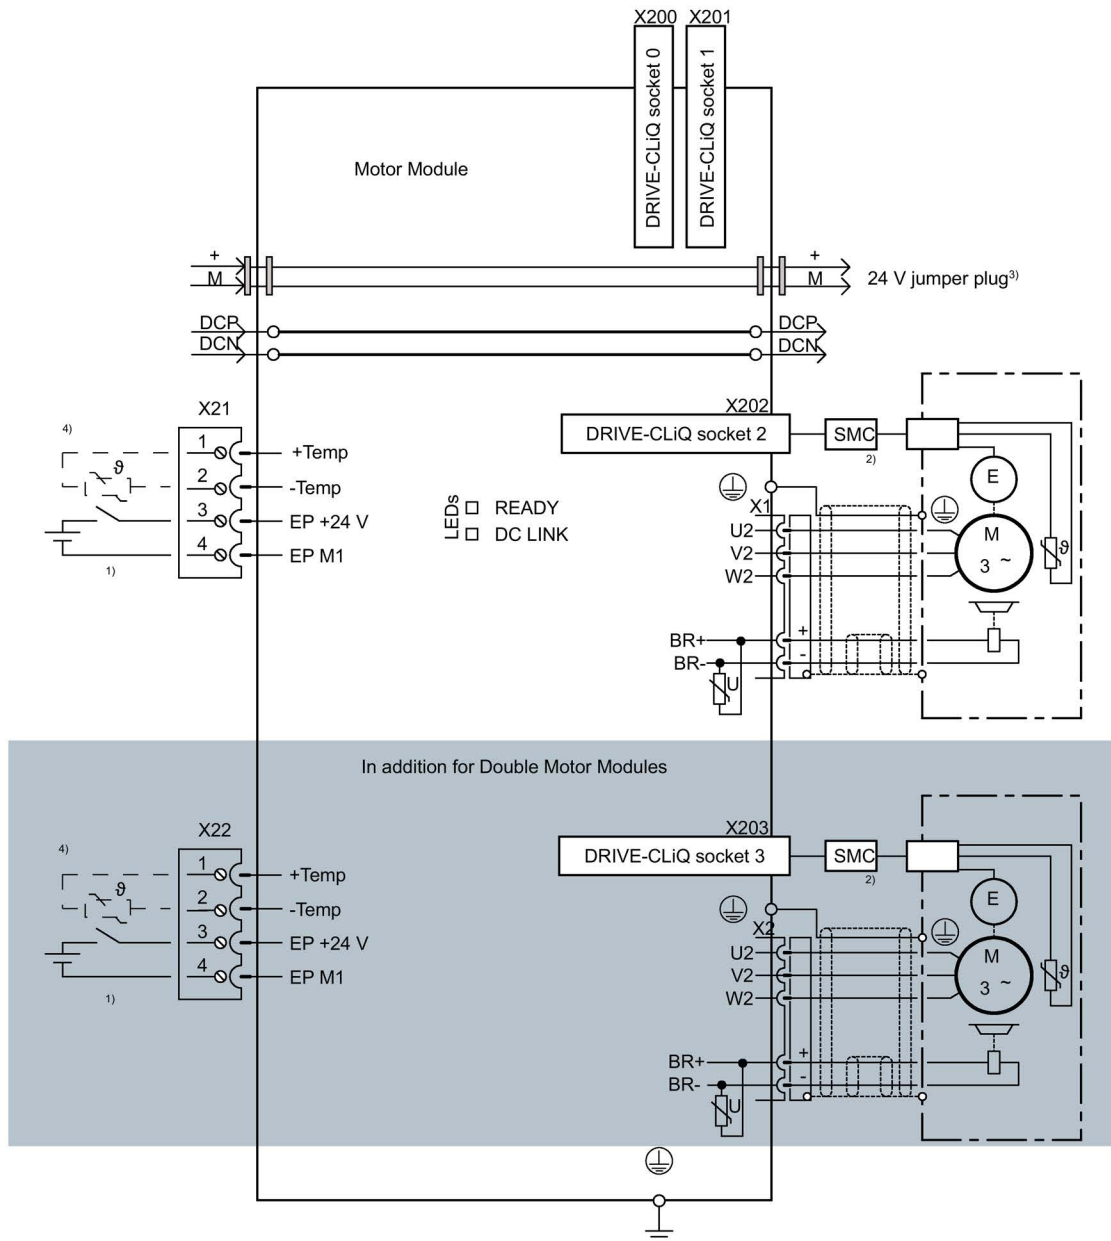 X200 X201
DRIVE-CLiQ socket 0
DRIVE-CLiQ socket 1
Motor Module
+ +
M M 24 V jumper plug3)
DCP DCP
DCN DCN
X21 X202
4) 1 +Temp DRIVE-CLiQ socket 2 SMC
2)
ϑ 2 -Temp E
3 EP +24 V LEDs READY X1
DC LINK U2 M
4 EP M1 V2 3 ~ ϑ
1) W2
BR+ +
BR- -
U
In addition for Double Motor Modules
X22 X203
4) 1 +Temp DRIVE-CLiQ socket 3 SMC
2)
ϑ 2 -Temp E
3 EP +24 V X2
U2 M
4 EP M1 V2 3 ~ ϑ
1) W2
BR+ +
BR- -
U